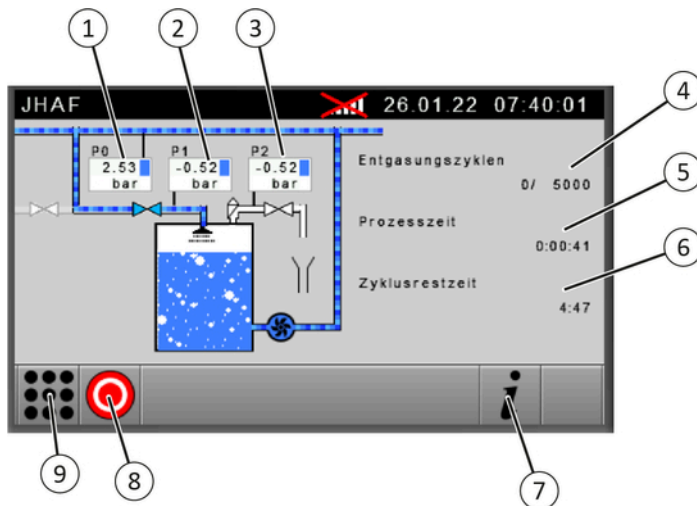 1 2 3
JHAF 26.01.22 07:40:01
4
P0 P1 P2
2.53 -0.52 -0.52
bar bar bar
Entgasungszyklen
0/ 5000
5
Prozesszeit
0:00:41
6
Zyklusrestzeit
4:47
9 8 7